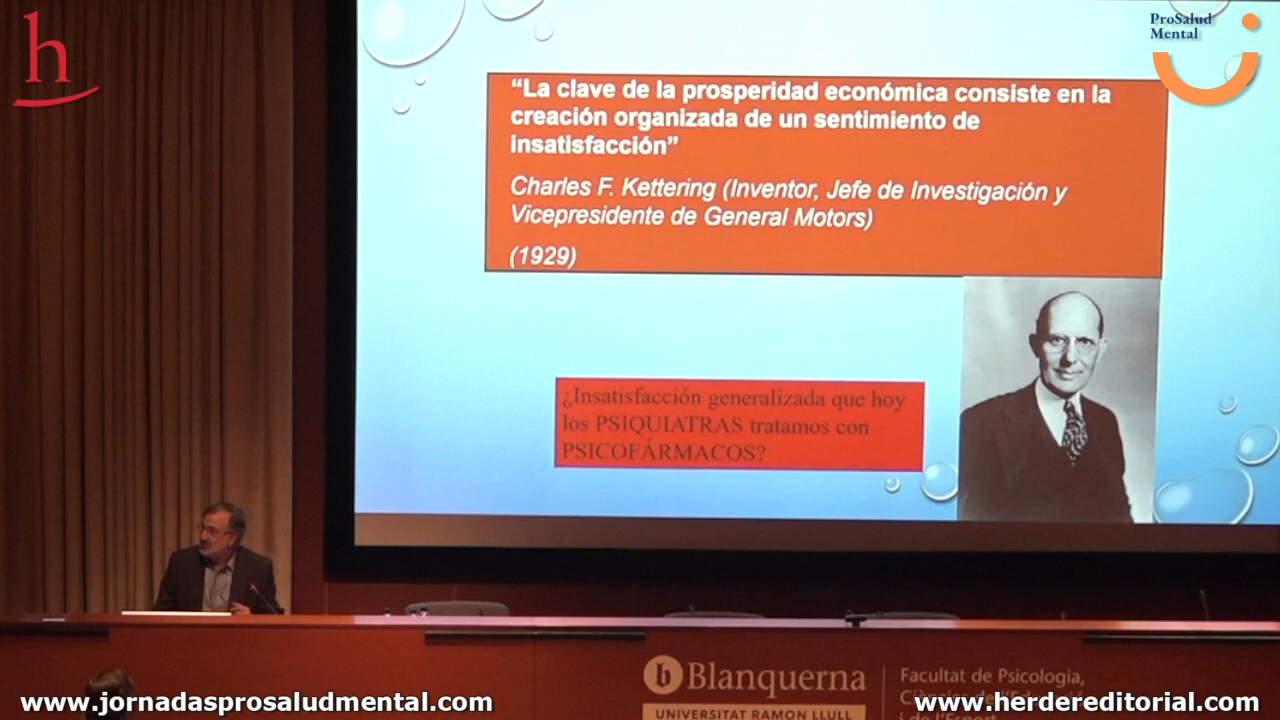 h
ProSalud
Mental
“La clave de la prosperidad económica consiste en la
creación organizada de un sentimiento de
insatisfacción”
Charles F. Kettering (Inventor, Jefe de Investigación y
Vicepresidente de General Motors)
(1929)
¿Insatisfacción generalizada que hoy
los PSIQUIATRAS tratamos con
PSICOFÁRMACOS?
b Blanquerna
UNIVERSITAT RAMON LLULL
Facultat de Psicologia,
www.jornadasprosaludmental.com
www.herdereditorial.com